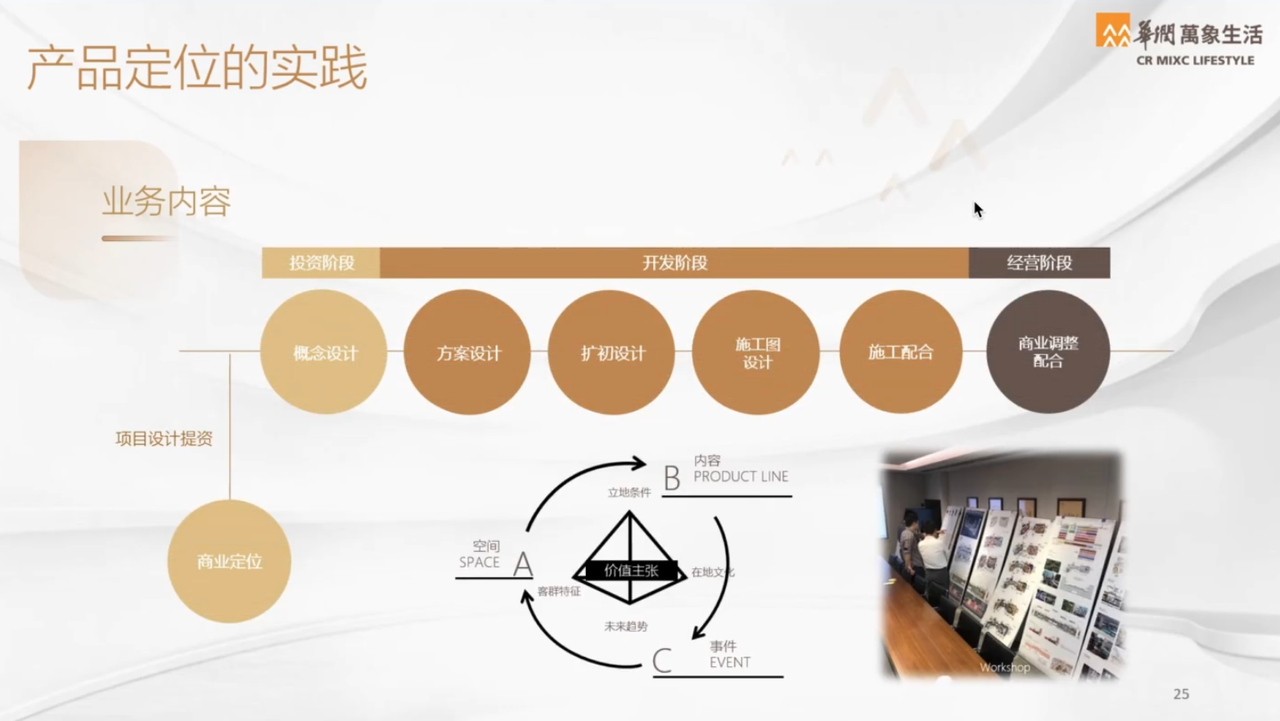 产品定位的实践
華潤萬象生活
CR MIXC LIFESTYLE
业务内容
投资阶段
开发阶段
经营阶段
概念设计
方案设计
扩初设计
施工图
设计
施工配合
商业调整
配合
项目设计提资
商业定位
B
内容
PRODUCT LINE
立地条件
空间
SPACE
A
价值主张
在地文化
客群特征
未来趋势
C
事件
EVENT
Workshop
25